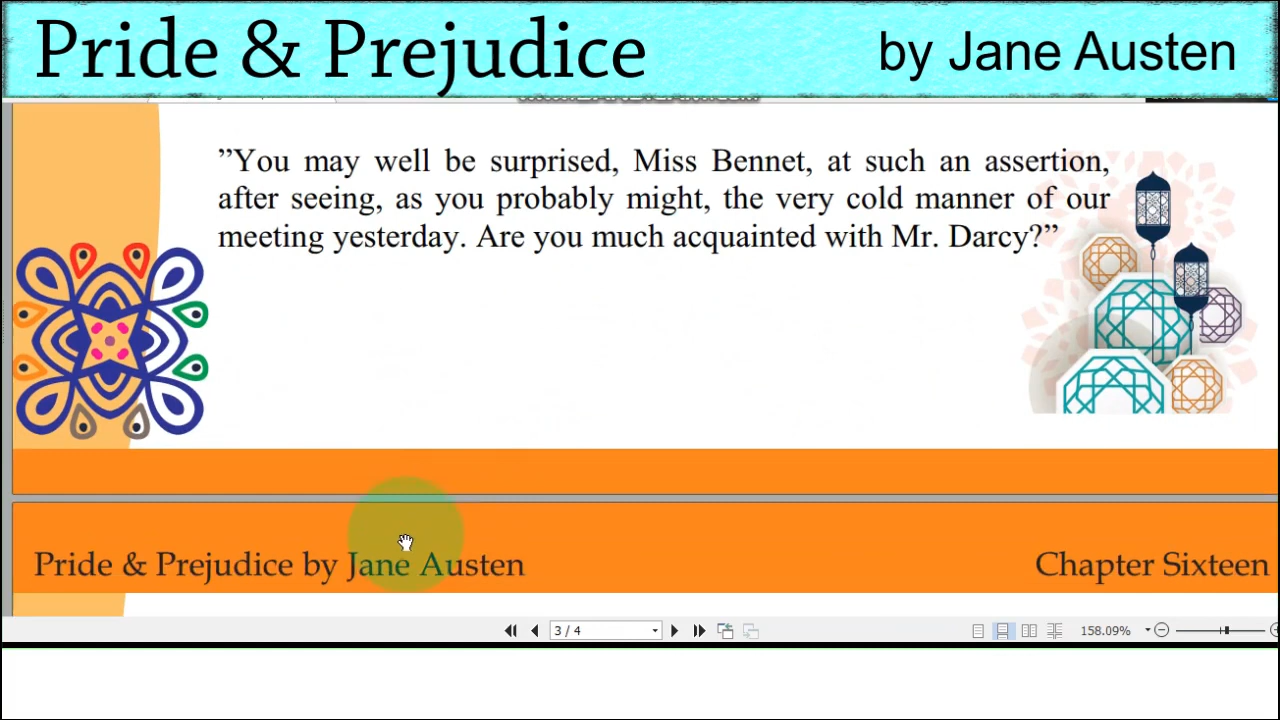 Pride & Prejudice
by Jane Austen
”You may well be surprised, Miss Bennet, at such an assertion,
after seeing, as you probably might, the very cold manner of our
meeting yesterday. Are you much acquainted with Mr. Darcy?”
Pride & Prejudice by Jane Austen
Chapter Sixteen
3 / 4
158.09%